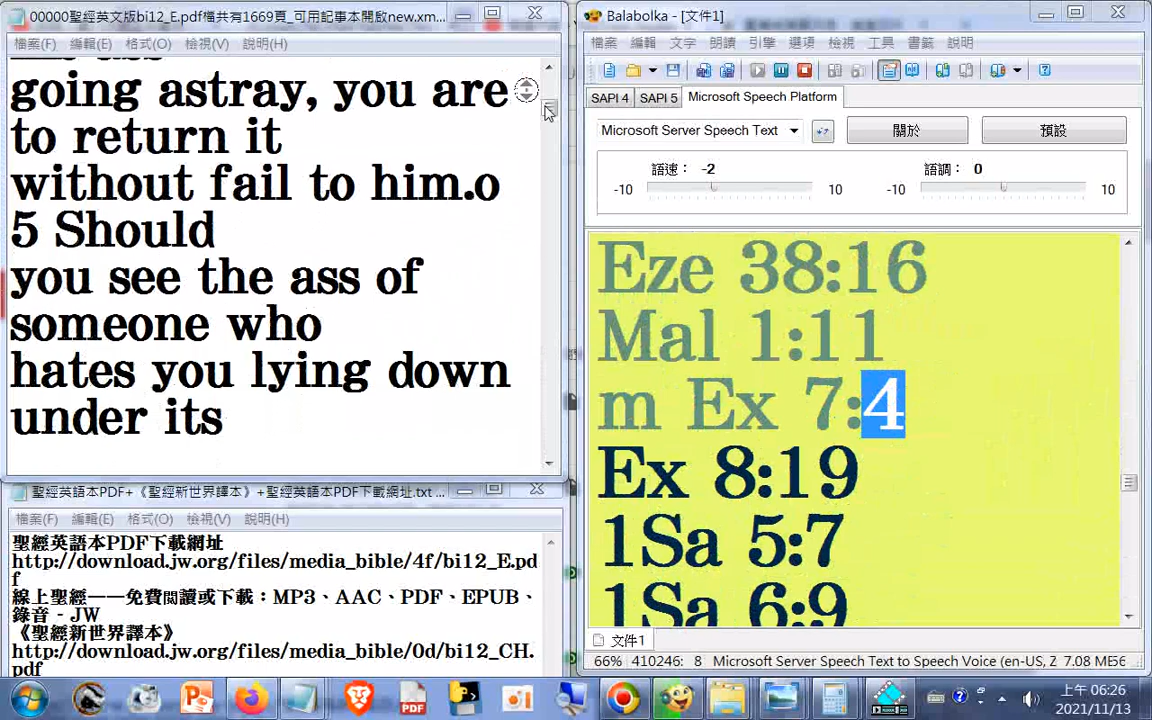 00000聖經英文版bi12_E.pdf檔共有1669頁_可用記事本開啟new.xm...
檔案(F) 編輯(E) 格式(O) 檢視(V) 說明(H)
going astray, you are
to return it
without fail to him.o
5 Should
you see the ass of
someone who
hates you lying down
under its
聖經英語本PDF+《聖經新世界譯本》+聖經英語本PDF下載網址.txt ...
檔案(F) 編輯(E) 格式(O) 檢視(V) 說明(H)
聖經英語本PDF下載網址
http://download.jw.org/files/media_bible/4f/bi12_E.pd
f
線上聖經——免費閱讀或下載：MP3、AAC、PDF、EPUB、
錄音 - JW
《聖經新世界譯本》
http://download.jw.org/files/media_bible/0d/bi12_CH.
pdf
Balabolka - [文件1]
檔案 編輯 文字 朗讀 引擎 選項 檢視 工具 書籤 說明
SAPI 4 SAPI 5 Microsoft Speech Platform
Microsoft Server Speech Text 關於 預設
語速： -2 語調： 0
-10 10 -10 10
Eze 38:16
Mal 1:11
m Ex 7:4
Ex 8:19
1Sa 5:7
1Sa 6:9
文件1
66% 410246: 8 Microsoft Server Speech Text to Speech Voice (en-US, Z 7.08 ME56
PDF
上午 06:26
2021/11/13